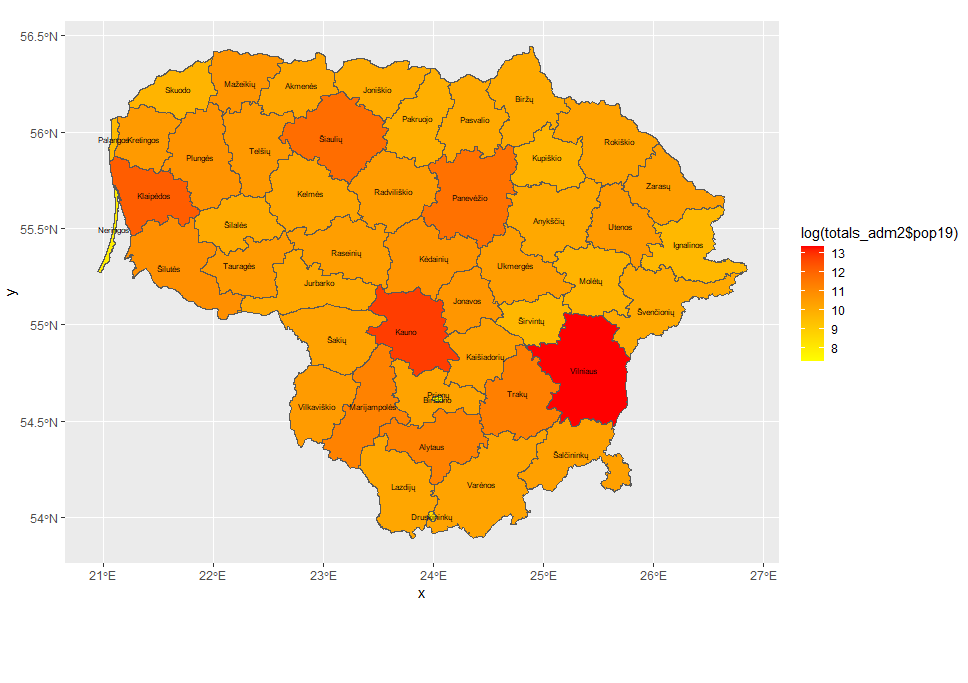 56.5°N
56°N
55.5°N
55°N
54.5°N
54°N
y
Skuodo
Mažeikių
Akmenės
Joniškio
Biržų
Pakruojo
Pasvalio
Palangos
Kretingos
Šiaulių
Rokiškio
Telšių
Plungės
Kupiškio
Zarasų
Klaipėdos
Kelmės
Radviliškio
Panevėžio
Anykščių
Neringos
Šilalės
Utenos
Ignalinos
Raseinių
Kėdainių
Šilutės
Tauragės
Ukmergės
Jurbarko
Molėtų
Jonavos
Švenčionių
Širvintų
Kauno
Šakių
Kaišiadorių
Vilniaus
Trakų
Prienų
Birštono
Vilkaviškio
Marijampolės
Alytaus
Šalčininkų
Lazdijų
Varėnos
Druskininkų
21°E
22°E
23°E
24°E
25°E
26°E
27°E
x
log(totals_adm2$pop19)
13
12
11
10
9
8